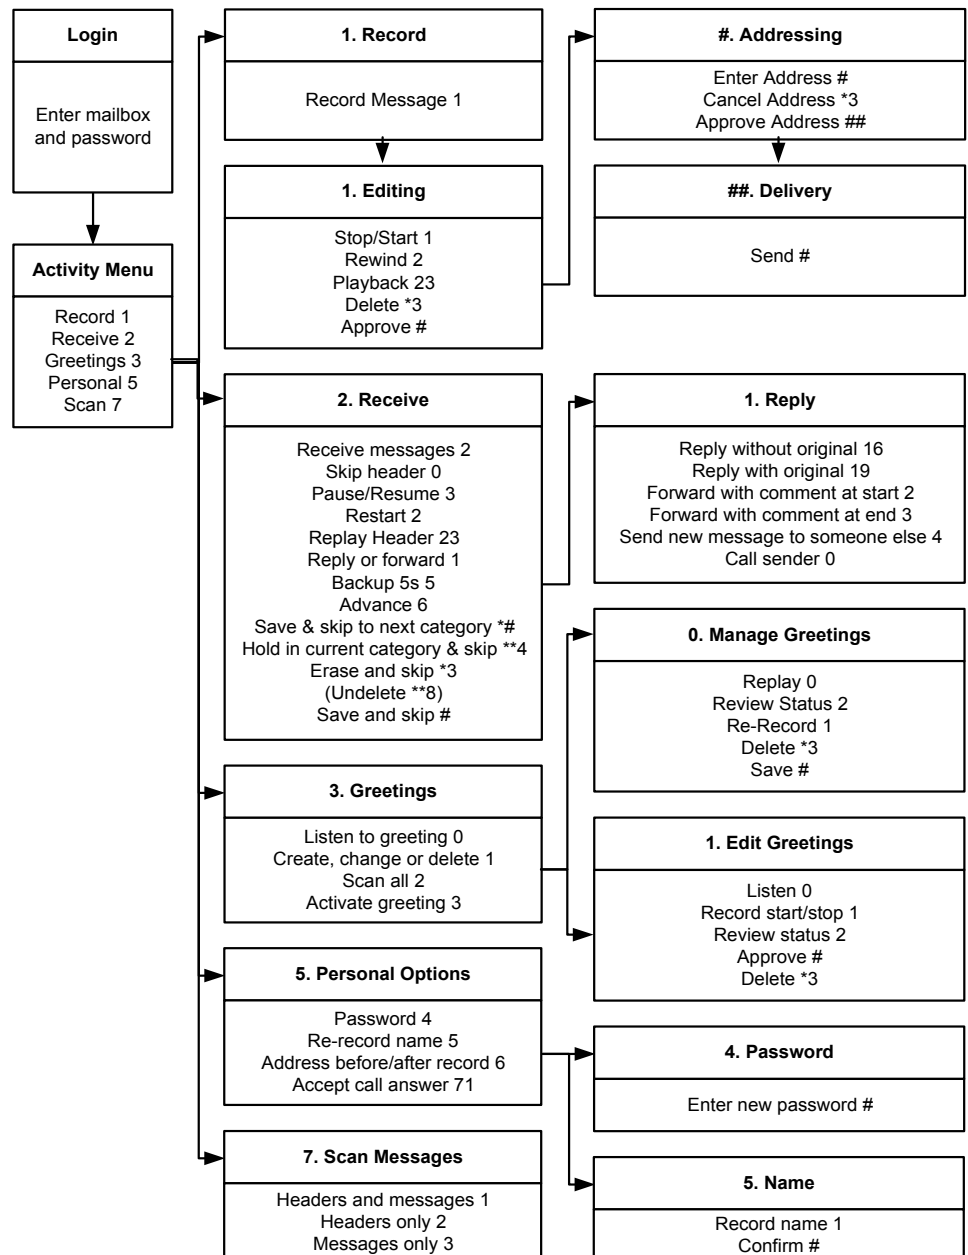 Login
Enter mailbox
and password
Activity Menu
Record 1
Receive 2
Greetings 3
Personal 5
Scan 7
1. Record
Record Message 1
1. Editing
Stop/Start 1
Rewind 2
Playback 23
Delete *3
Approve #
#. Addressing
Enter Address #
Cancel Address *3
Approve Address ##
##. Delivery
Send #
2. Receive
Receive messages 2
Skip header 0
Pause/Resume 3
Restart 2
Replay Header 23
Reply or forward 1
Backup 5s 5
Advance 6
Save & skip to next category *#
Hold in current category & skip **4
Erase and skip *3
(Undelete **8)
Save and skip #
1. Reply
Reply without original 16
Reply with original 19
Forward with comment at start 2
Forward with comment at end 3
Send new message to someone else 4
Call sender 0
3. Greetings
Listen to greeting 0
Create, change or delete 1
Scan all 2
Activate greeting 3
0. Manage Greetings
Replay 0
Review Status 2
Re-Record 1
Delete *3
Save #
1. Edit Greetings
Listen 0
Record start/stop 1
Review status 2
Approve #
Delete *3
5. Personal Options
Password 4
Re-record name 5
Address before/after record 6
Accept call answer 71
4. Password
Enter new password #
5. Name
Record name 1
Confirm #
7. Scan Messages
Headers and messages 1
Headers only 2
Messages only 3